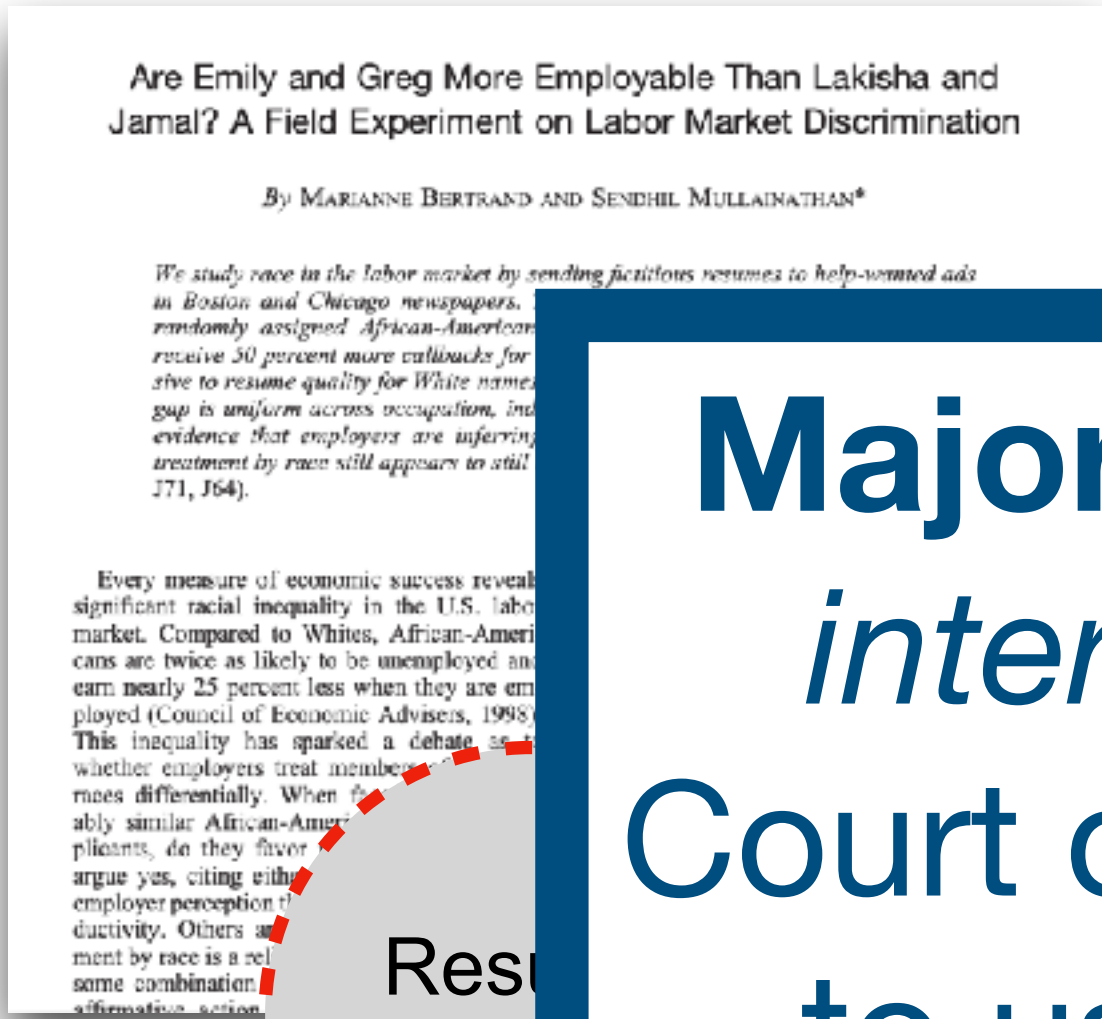 Are Emily and Greg More Employable Than Lakisha and
Jamal? A Field Experiment on Labor Market Discrimination
By MARIANNE BERTRAND AND SENDHIL MULLAINATHAN*
We study race in the labor market by sending fictitious resumes to help-wanted ads
in Boston and Chicago newspapers.
randomly assigned African-American
receive 50 percent more callbacks for
sive to resume quality for White names
gap is uniform across occupation, ind
evidence that employers are inferring
treatment by race still appears to still
J71, J64).
Every measure of economic success reveals
significant racial inequality in the U.S. labo
market. Compared to Whites, African-Ameri
cans are twice as likely to be unemployed and
earn nearly 25 percent less when they are em
ployed (Council of Economic Advisers, 1998)
This inequality has sparked a debate as t
whether employers treat members
races differentially. When f
ably similar African-Ameri
plicants, do they favor
argue yes, citing eithe
employer perception t
ductivity. Others a
ment by race is a rel
some combination
affirmative action
Major
inter
Court
to u
Resu